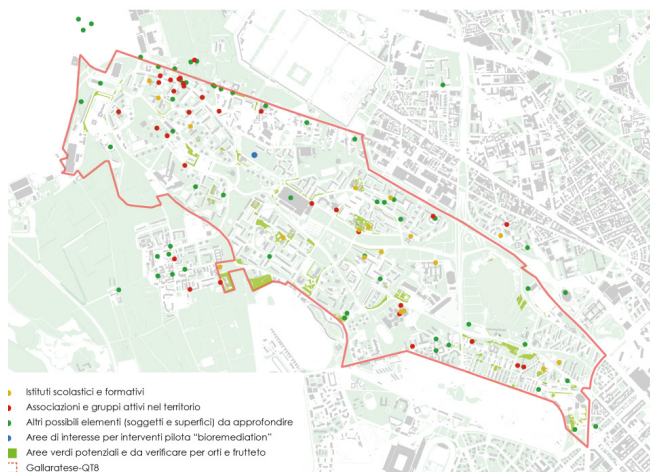 Istituti scolastici e formativi
Associazioni e gruppi attivi nel territorio
Altri possibili elementi (soggetti e superfici) da approfondire
Aree di interesse per interventi pilota “bioremediation”
Aree verdi potenziali e da verificare per orti e frutteto
Gallaratese-QT8